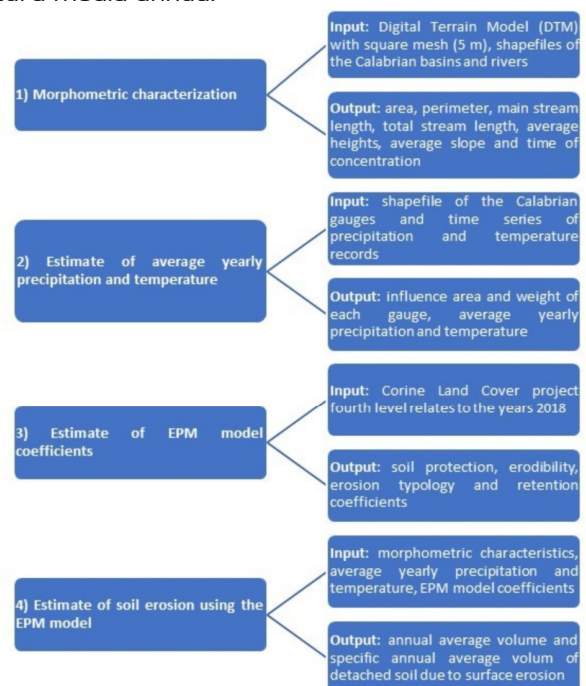 Input: Digital Terrain Model (DTM)
with square mesh (5 m), shapefiles of
the Calabrian basins and rivers
1) Morphometric characterization
Output: area, perimeter, main stream
length, total stream length, average
heights, average slope and time of
concentration
Input: shapefile of the Calabrian
gauges and time series of
precipitation and temperature
records
2) Estimate of average yearly
precipitation and temperature
Output: influence area and weight of
each gauge, average yearly
precipitation and temperature
Input: Corine Land Cover project
fourth level relates to the years 2018
3) Estimate of EPM model
coefficients
Output: soil protection, erodibility,
erosion typology and retention
coefficients
Input: morphometric characteristics,
average yearly precipitation and
temperature, EPM model coefficients
4) Estimate of soil erosion using the
EPM model
Output: annual average volume and
specific annual average volum of
detached soil due to surface erosion